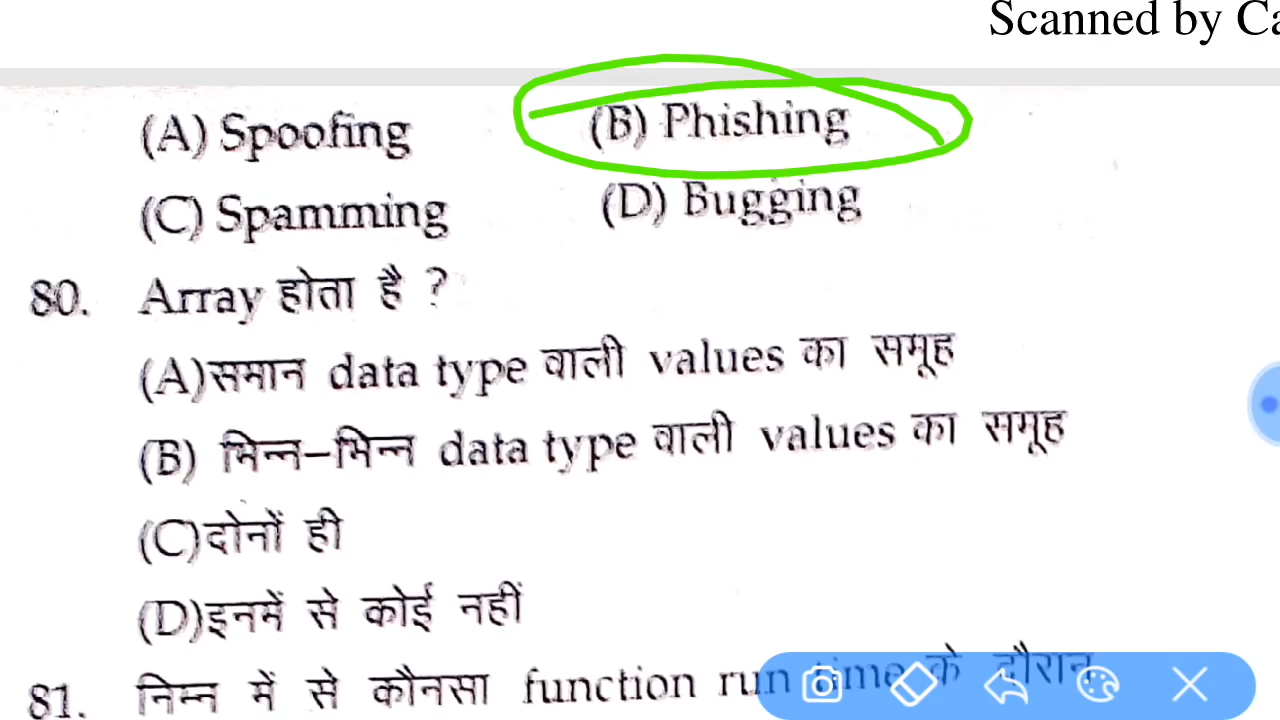 Scanned by Ca
(A) Spoofing (B) Phishing
(C) Spamming (D) Bugging
80. Array होता है ?
(A)समान data type वाली values का समूह
(B) भिन्न–भिन्न data type वाली values का समूह
(C)दोनों ही
(D)इनमें से कोई नहीं
81. निम्न में से कौनसा function run time के दौरान